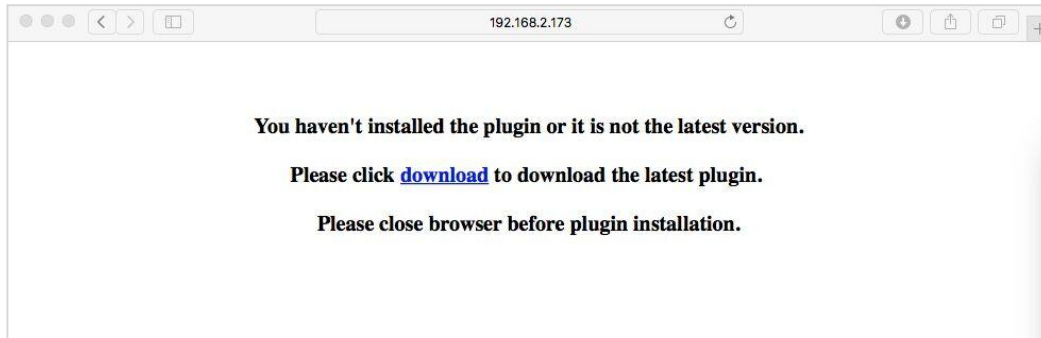 192.168.2.173
You haven't installed the plugin or it is not the latest version.
Please click download to download the latest plugin.
Please close browser before plugin installation.